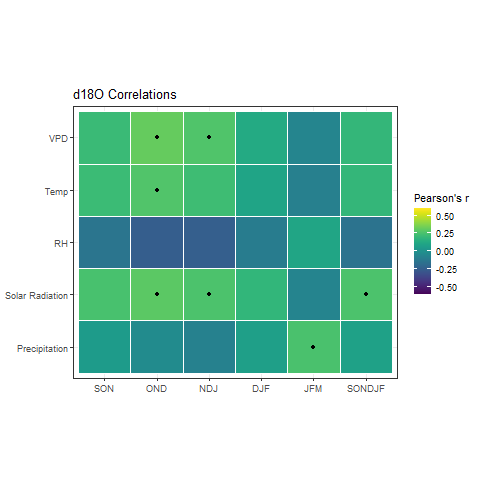 d18O Correlations
VPD
Temp
RH
Solar Radiation
Precipitation
SON OND NDJ DJF JFM SONDJF
Pearson's r
0.50
0.25
0.00
-0.25
-0.50